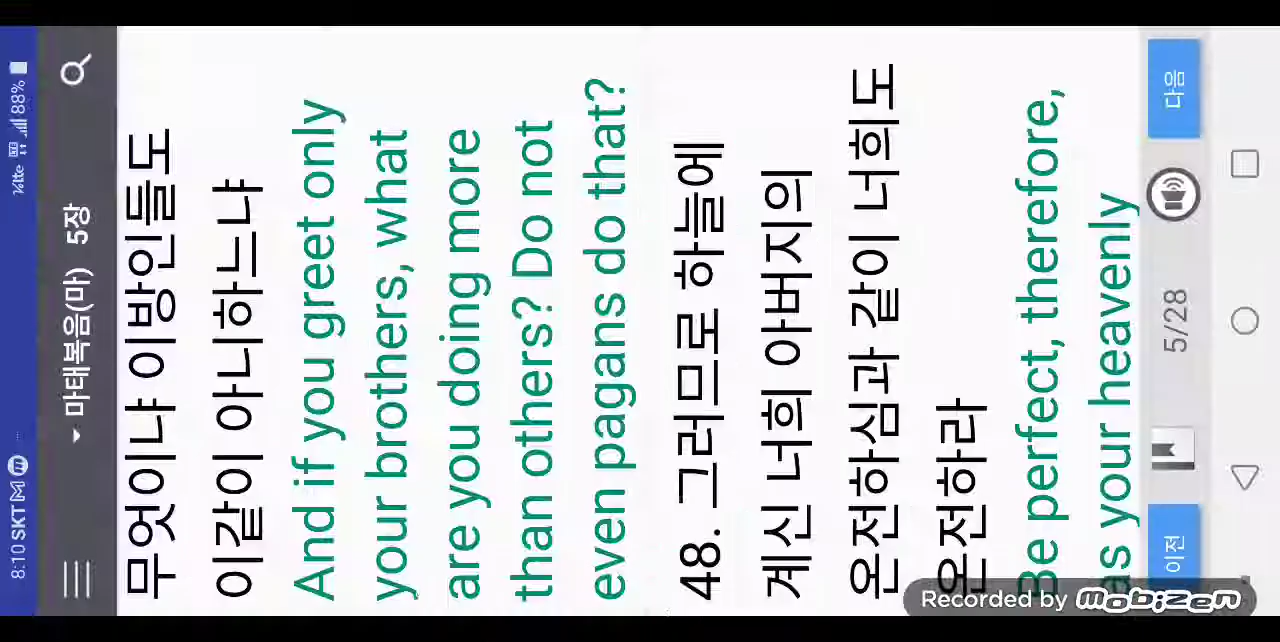 8:10 SKT 88%
마태복음(마) 5장
무엇이냐 이방인들도
이같이 아니하느냐
And if you greet only
your brothers, what
are you doing more
than others? Do not
even pagans do that?
48. 그러므로 하늘에
계신 너희 아버지의
온전하심과 같이 너희도
온전하라
Be perfect, therefore,
as your heavenly
이전 5/28 다음
Recorded by mobizen